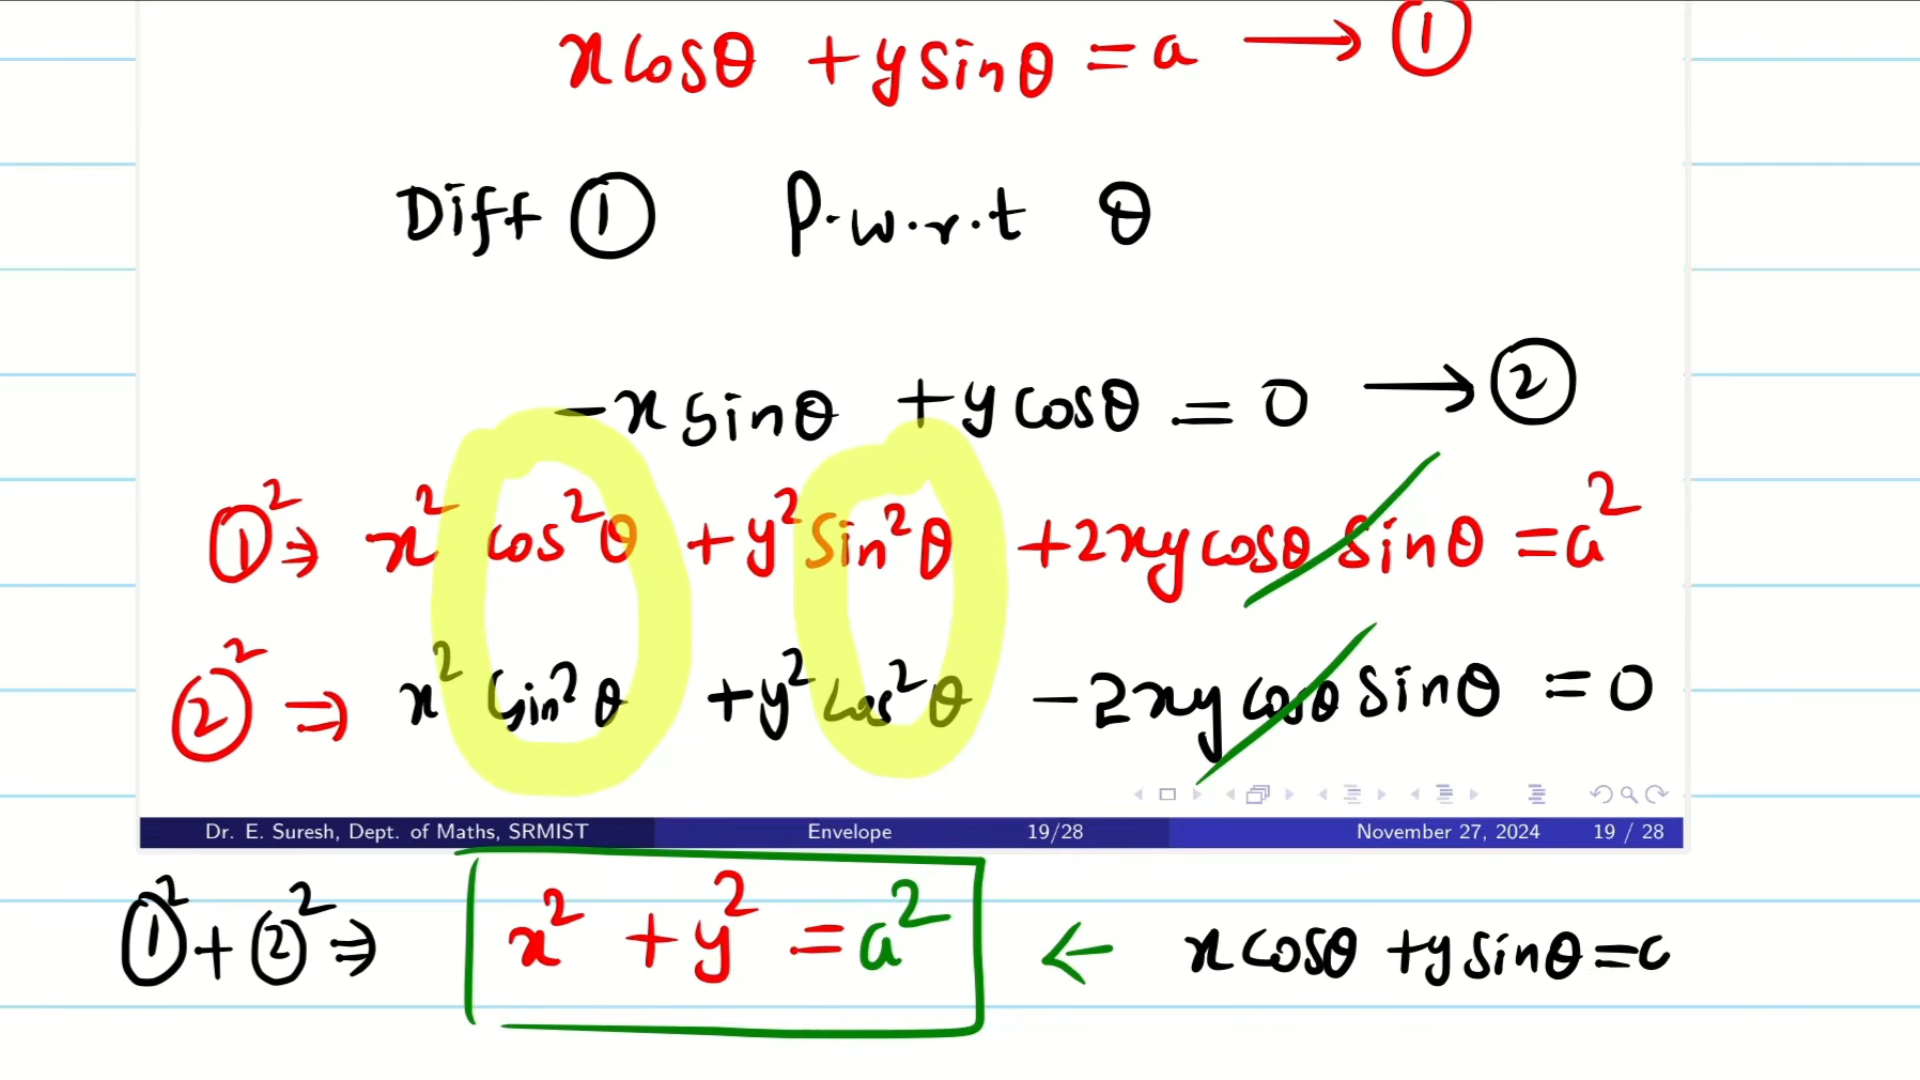 xcosθ + ysinθ = a → ①
Diff ① P.w.r.t θ
-x sinθ + y cosθ = 0 → ②
①² ⇒ x² cos²θ + y² sin²θ + 2xy cosθ sinθ = a²
②² ⇒ x² sin²θ + y² cos²θ - 2xy cosθ sinθ = 0
Dr. E. Suresh, Dept. of Maths, SRMIST Envelope 19/28 November 27, 2024 19 / 28
①² + ②² ⇒ x² + y² = a² ← x cosθ + y sinθ =